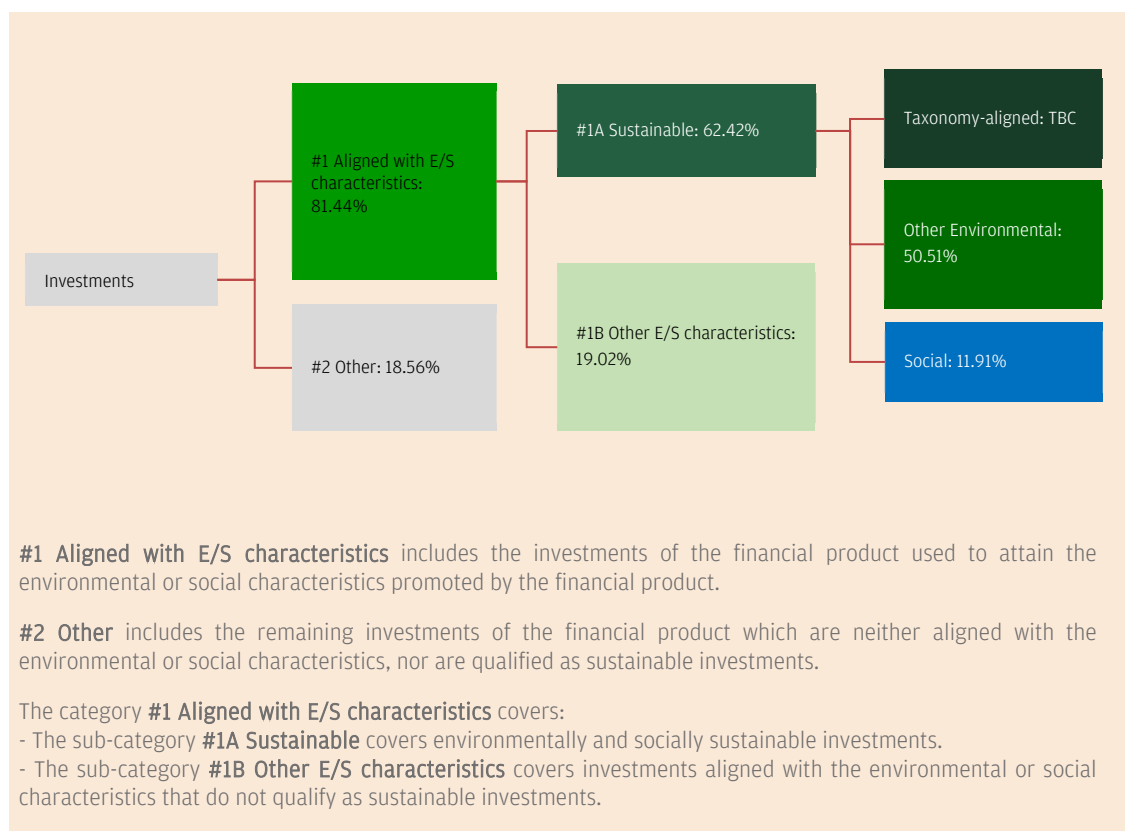 Investments
#1 Aligned with E/S
characteristics:
81.44%
#2 Other: 18.56%
#1A Sustainable: 62.42%
#1B Other E/S characteristics:
19.02%
Taxonomy-aligned: TBC
Other Environmental:
50.51%
Social: 11.91%
#1 Aligned with E/S characteristics includes the investments of the financial product used to attain the
environmental or social characteristics promoted by the financial product.
#2 Other includes the remaining investments of the financial product which are neither aligned with the
environmental or social characteristics, nor are qualified as sustainable investments.
The category #1 Aligned with E/S characteristics covers:
- The sub-category #1A Sustainable covers environmentally and socially sustainable investments.
- The sub-category #1B Other E/S characteristics covers investments aligned with the environmental or social
characteristics that do not qualify as sustainable investments.